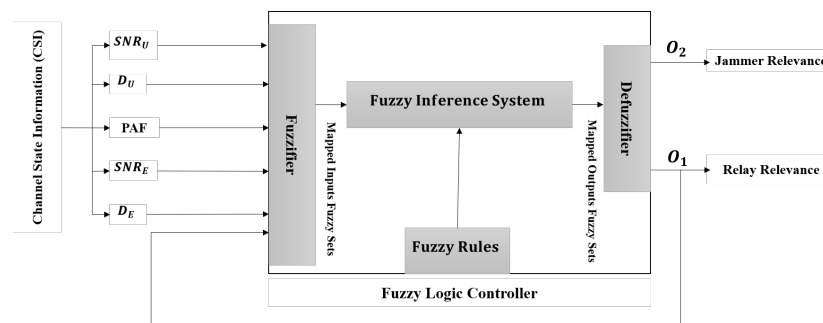 Channel State Information (CSI)
SNR_U
D_U
PAF
SNR_E
D_E
Fuzzifier
Mapped Inputs Fuzzy Sets
Fuzzy Inference System
Fuzzy Rules
Mapped Outputs Fuzzy Sets
Defuzzifier
O_2
Jammer Relevance
O_1
Relay Relevance
Fuzzy Logic Controller